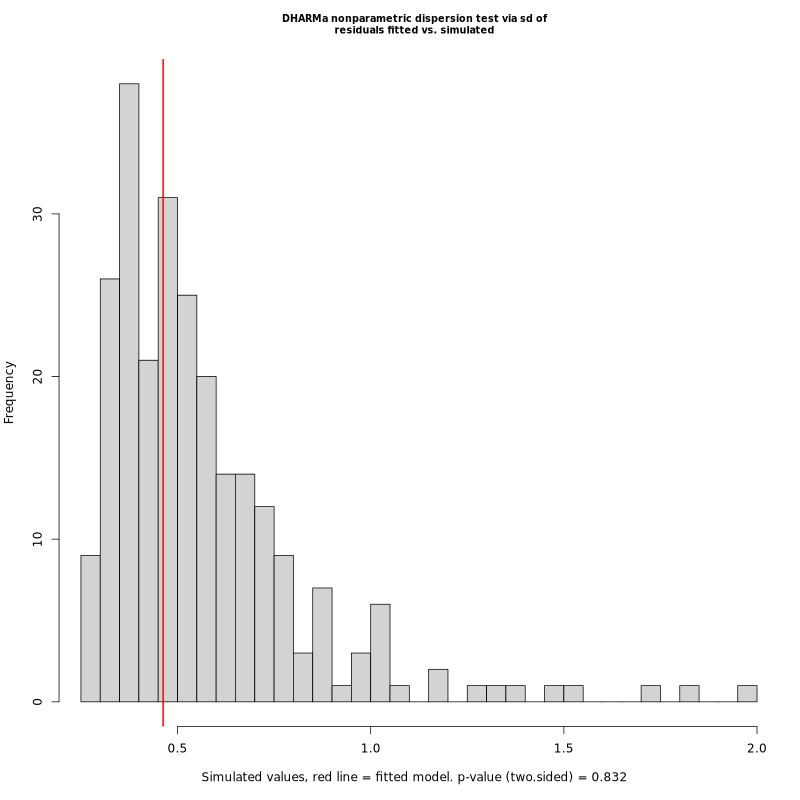 DHARMa nonparametric dispersion test via sd of
residuals fitted vs. simulated
Frequency
30
20
10
0
0.5
1.0
1.5
2.0
Simulated values, red line = fitted model. p-value (two.sided) = 0.832